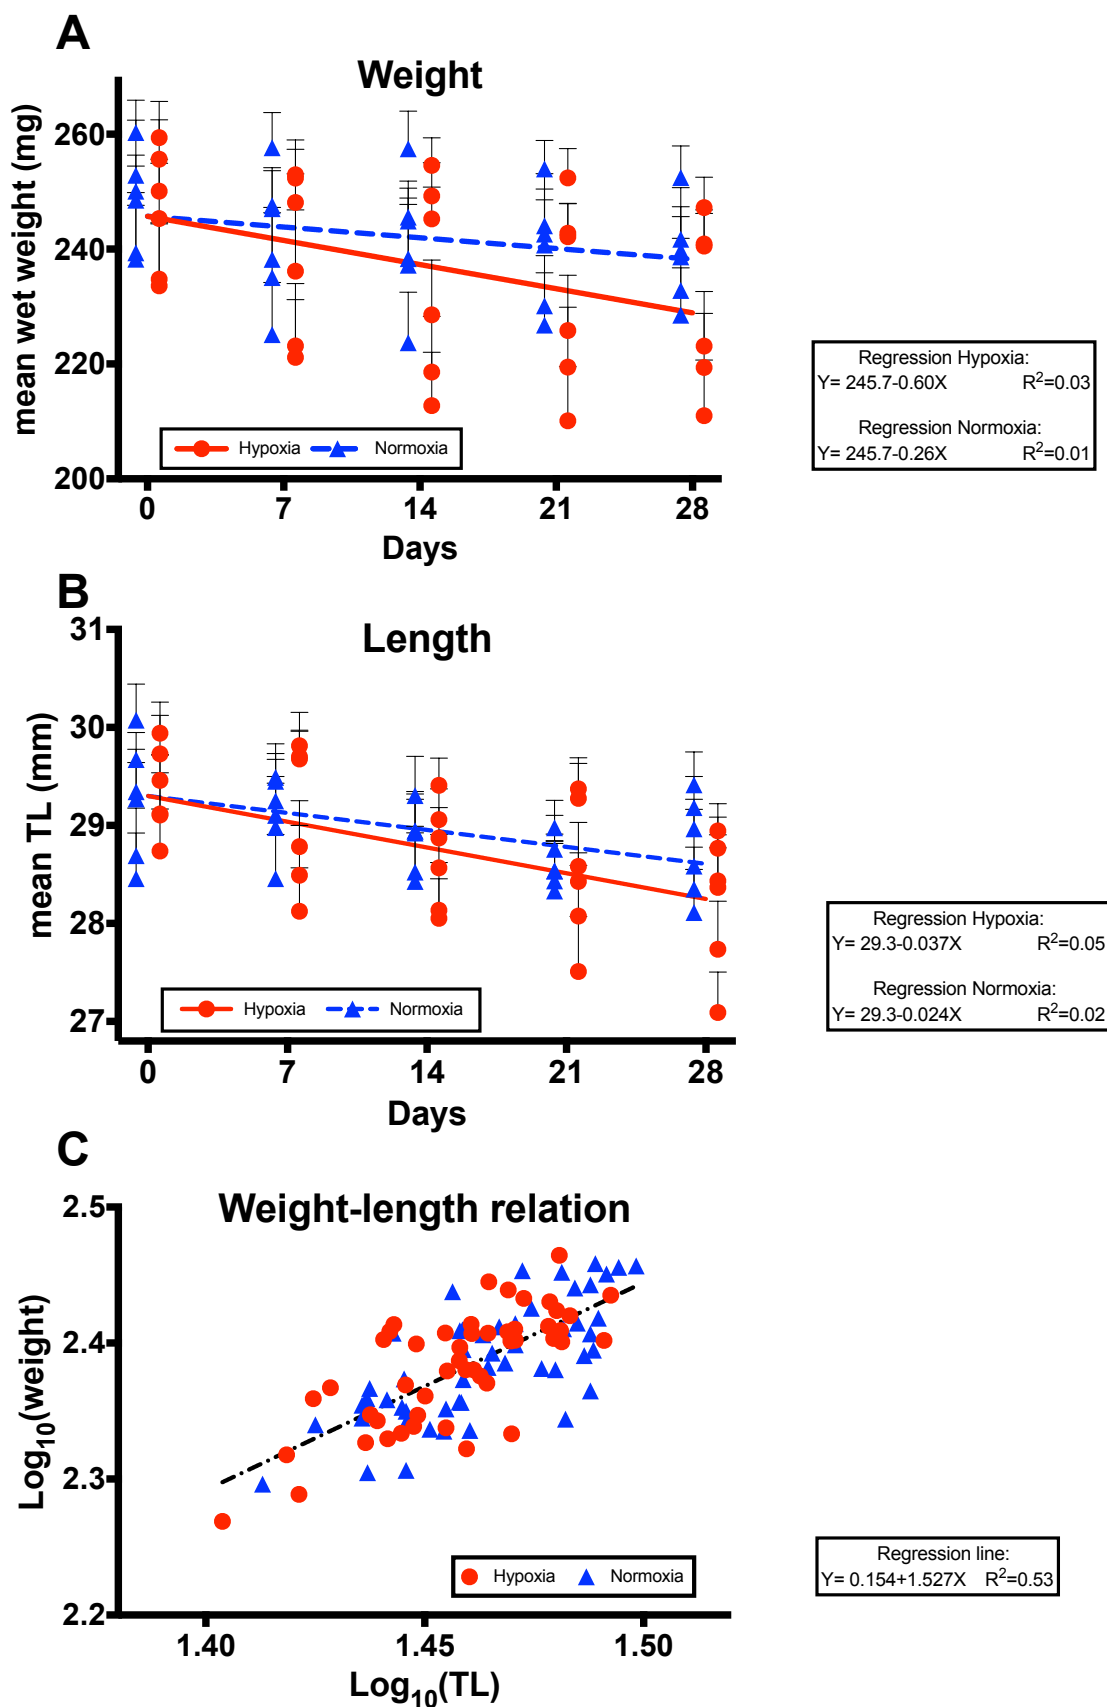 A
Weight
mean wet weight (mg)
260
240
220
200
Hypoxia
Normoxia
0 7 14 21 28
Days
Regression Hypoxia:
Y= 245.7-0.60X R²=0.03
Regression Normoxia:
Y= 245.7-0.26X R²=0.01
B
Length
mean TL (mm)
31
30
29
28
27
Hypoxia
Normoxia
0 7 14 21 28
Days
Regression Hypoxia:
Y= 29.3-0.037X R²=0.05
Regression Normoxia:
Y= 29.3-0.024X R²=0.02
C
Weight-length relation
Log₁₀(weight)
2.5
2.4
2.3
2.2
Hypoxia
Normoxia
1.40 1.45 1.50
Log₁₀(TL)
Regression line:
Y= 0.154+1.527X R²=0.53